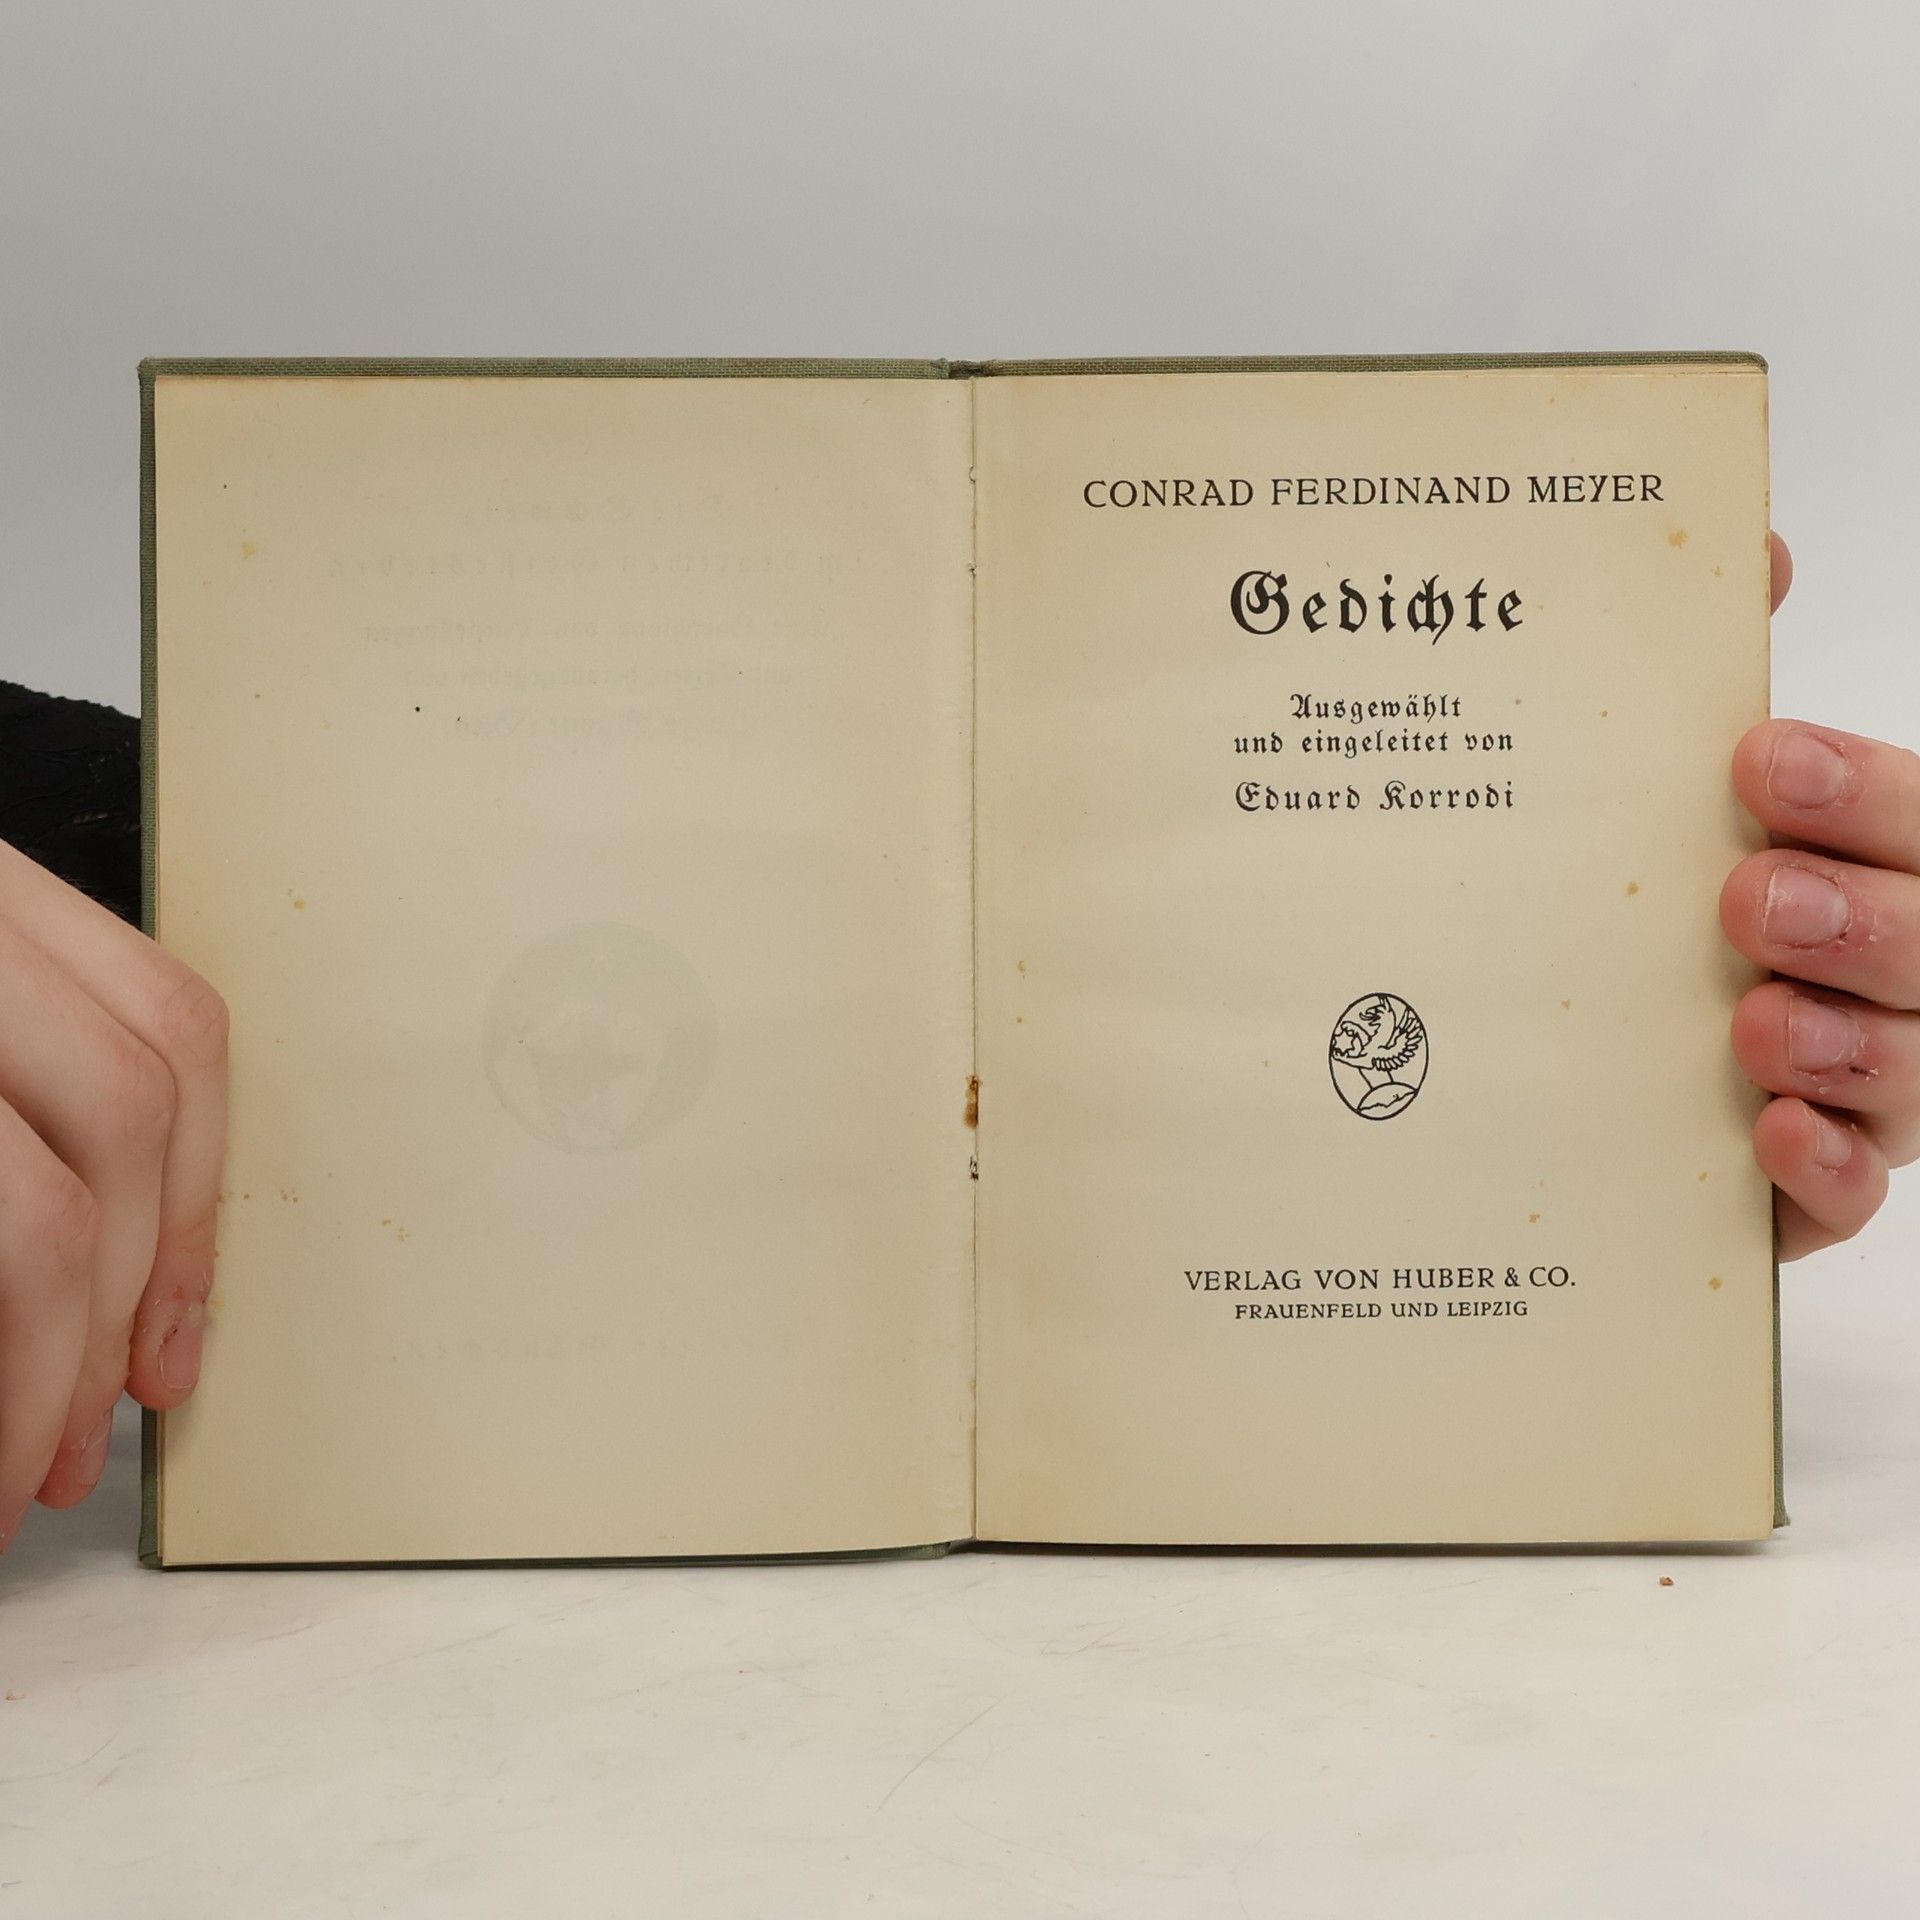 CONRAD FERDINAND MEYER
Gedichte
Ausgewählt
und eingeleitet von
Eduard Korrodi
VERLAG VON HUBER & CO.
FRAUENFELD UND LEIPZIG